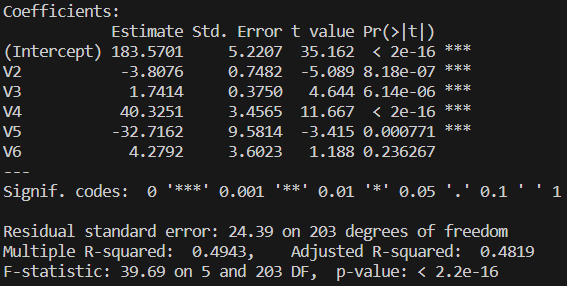 Coefficients:
            Estimate Std. Error t value Pr(>|t|)
(Intercept) 183.5701     5.2207  35.162  < 2e-16 ***
V2           -3.8076     0.7482  -5.089 8.18e-07 ***
V3            1.7414     0.3750   4.644 6.14e-06 ***
V4           40.3251     3.4565  11.667  < 2e-16 ***
V5          -32.7162     9.5814  -3.415 0.000771 ***
V6            4.2792     3.6023   1.188 0.236267
---
Signif. codes:  0 '***' 0.001 '**' 0.01 '*' 0.05 '.' 0.1 ' ' 1
Residual standard error: 24.39 on 203 degrees of freedom
Multiple R-squared:  0.4943,    Adjusted R-squared:  0.4819
F-statistic: 39.69 on 5 and 203 DF,  p-value: < 2.2e-16